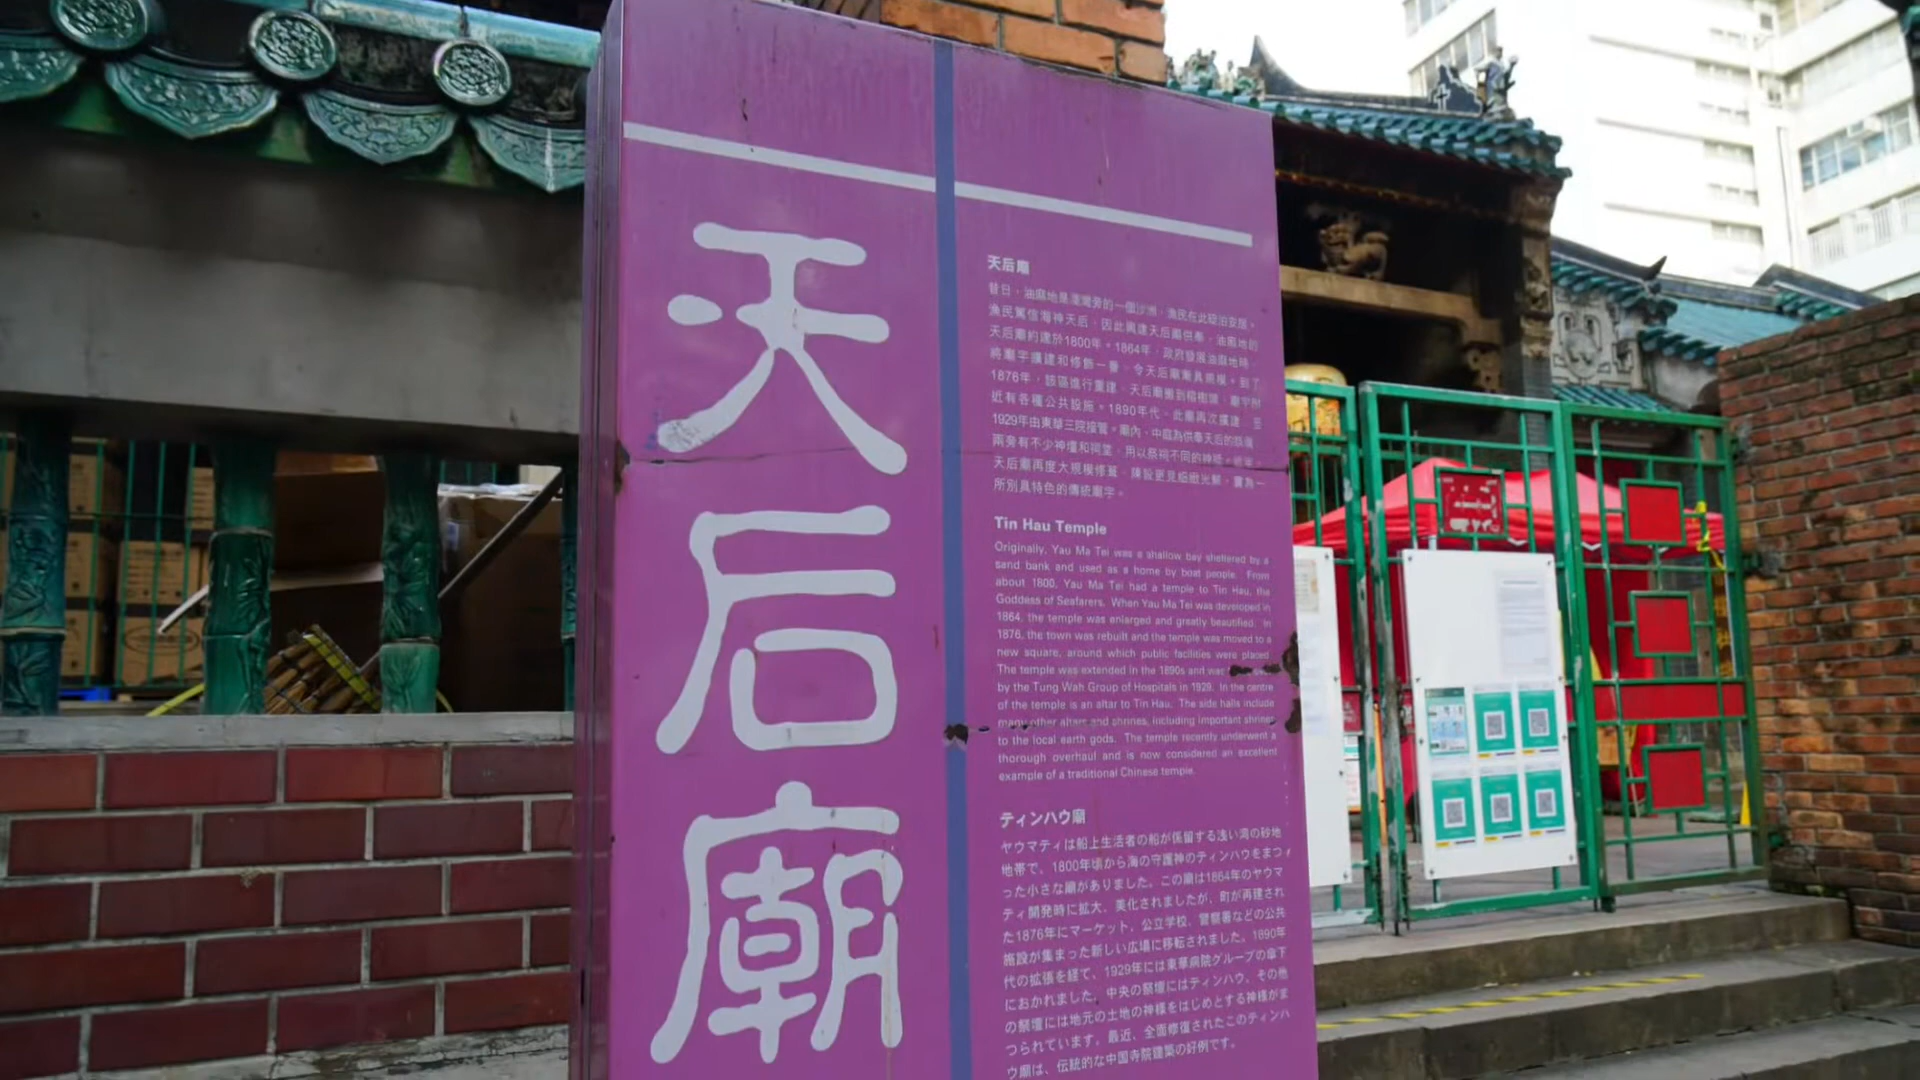 天后廟
天后廟
昔日，油麻地是淺灣旁的一個沙洲，漁民在此碇泊安居。
漁民篤信海神天后，因此興建天后廟供奉，油麻地的
天后廟約建於1800年。1864年，政府發展油麻地時，
將廟宇擴建和修飾一番，令天后廟漸具規模。到了
1876年，該區進行重建，天后廟搬到榕樹頭，廟宇附
近有各種公共設施。1890年代，此廟再次擴建，至
1929年由東華三院接管。廟內，中庭為供奉天后的
兩旁有不少神壇和祠堂，用以祭祠不同的神祇。近年，
天后廟再度大規模修葺，陳設更見細緻光鮮，實為一
所別具特色的傳統廟宇。
Tin Hau Temple
Originally, Yau Ma Tei was a shallow bay sheltered by a
sand bank and used as a home by boat people. From
about 1800, Yau Ma Tei had a temple to Tin Hau, the
Goddess of Seafarers. When Yau Ma Tei was developed in
1864, the temple was enlarged and greatly beautified. In
1876, the town was rebuilt and the temple was moved to a
new square, around which public facilities were placed.
The temple was extended in the 1890s and was
by the Tung Wah Group of Hospitals in 1929. In the centre
of the temple is an altar to Tin Hau. The side halls include
many other altars and shrines, including important shrines
to the local earth gods. The temple recently underwent a
thorough overhaul and is now considered an excellent
example of a traditional Chinese temple.
ティンハウ廟
ヤウマティは船上生活者の船が係留する浅い湾の砂地
地帯で、1800年頃から海の守護神のティンハウをまつ
った小さな廟がありました。この廟は1864年のヤウマ
ティ開発時に拡大、美化されましたが、町が再建され
た1876年にマーケット、公立学校、警察署などの公共
施設が集まった新しい広場に移転されました。1890年
代の拡張を経て、1929年には東華病院グループの傘下
におかれました。中央の祭壇にはティンハウ、その他
の祭壇には地元の土地の神様をはじめとする神様がま
つられています。最近、全面修復されたこのティンハ
ウ廟は、伝統的な中国寺院建築の好例です。